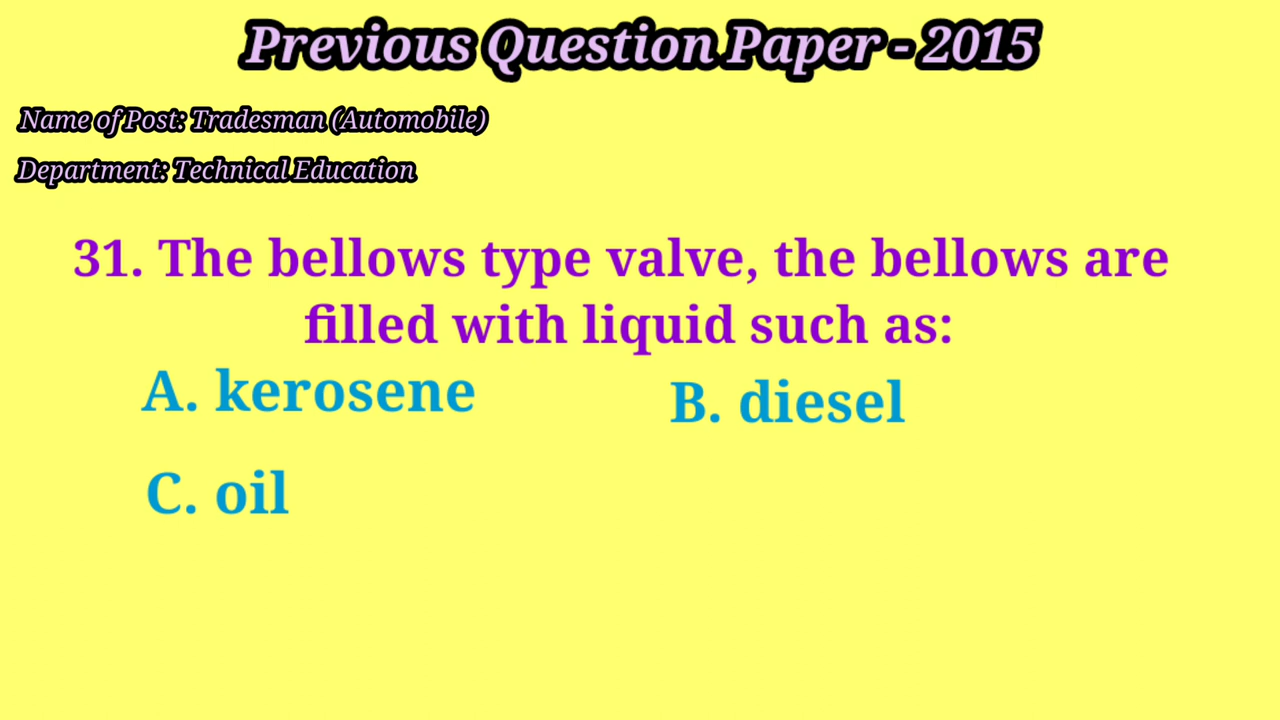 Previous Question Paper - 2015
Name of Post: Tradesman (Automobile)
Department: Technical Education
31. The bellows type valve, the bellows are
filled with liquid such as:
A. kerosene
B. diesel
C. oil